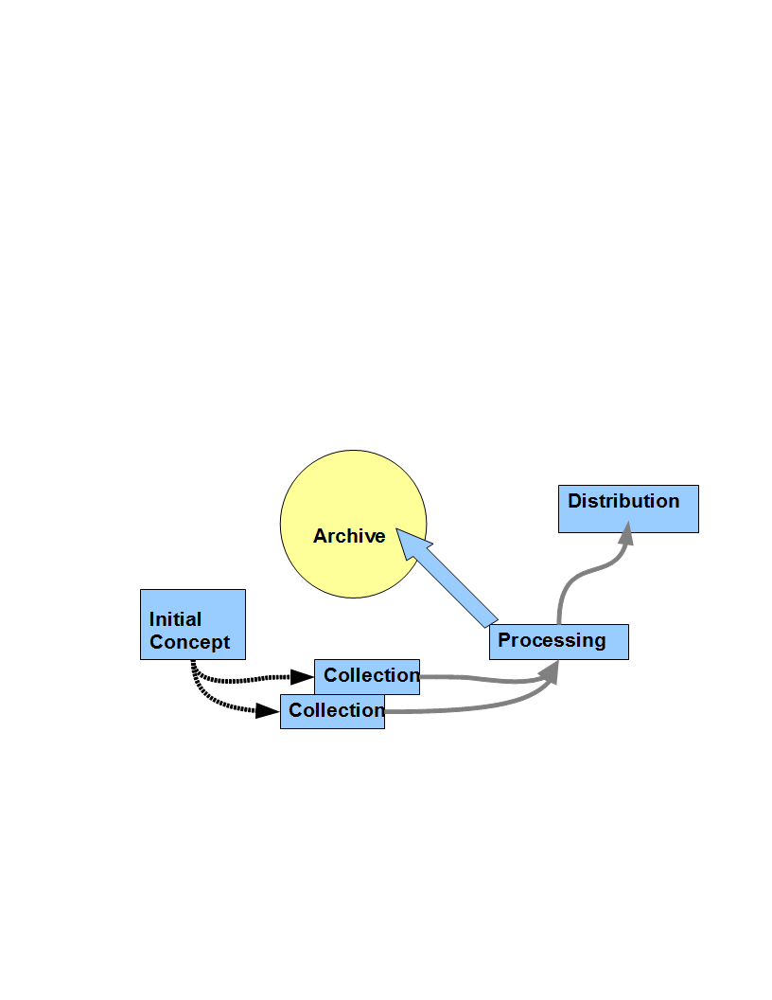 Distribution
Archive
Initial
Concept
Processing
Collection
Collection